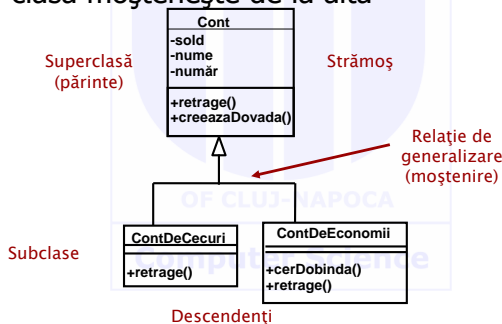 clasă moșteneşte de la alta
Cont
-sold
-nume
-număr
+retrage()
+creeazaDovada()
Superclasă
(părinte)
Strămoş
Relaţie de
generalizare
(moştenire)
OF CLUJ-NAPOCA
Computer Science
ContDeCecuri
+retrage()
ContDeEconomii
+cerDobinda()
+retrage()
Subclase
Descendenţi